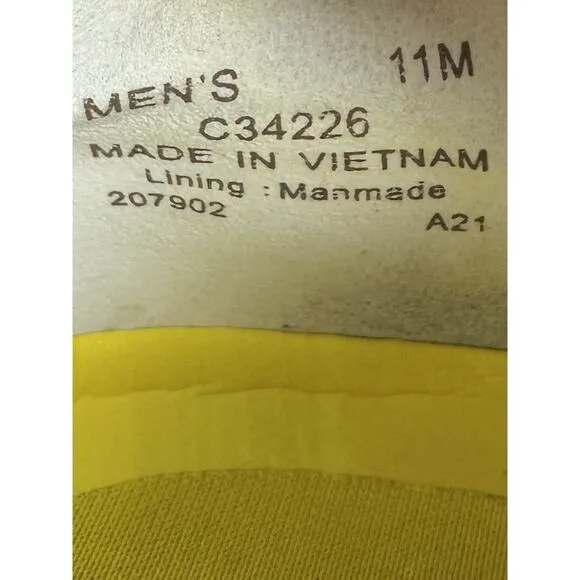 MEN'S 11M
C34226
MADE IN VIETNAM
Lining : Manmade
207902 A21